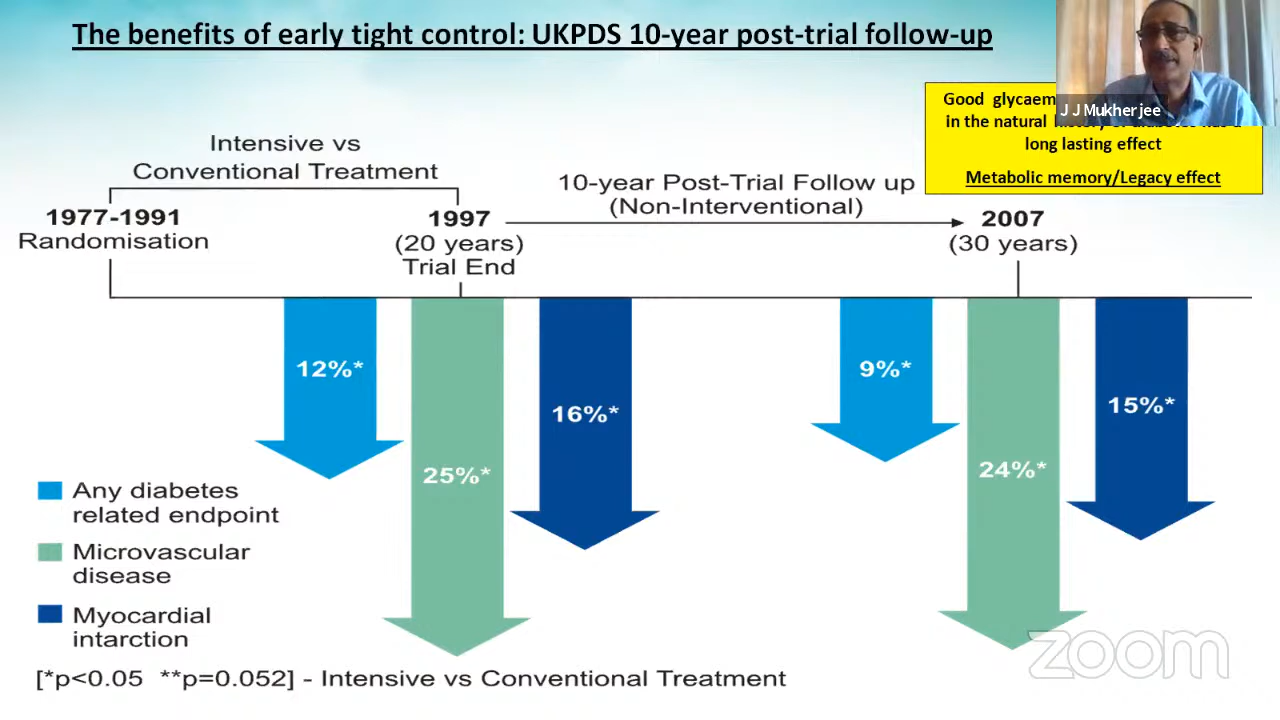 The benefits of early tight control: UKPDS 10-year post-trial follow-up
J J Mukherjee
Good glycaem
in the natural
long lasting effect
Metabolic memory/Legacy effect
Intensive vs
Conventional Treatment
10-year Post-Trial Follow up
(Non-Interventional)
1977-1991
Randomisation
1997
(20 years)
Trial End
2007
(30 years)
12%*
25%*
16%*
9%*
24%*
15%*
Any diabetes
related endpoint
Microvascular
disease
Myocardial
intarction
[*p<0.05 **p=0.052] - Intensive vs Conventional Treatment
zoom